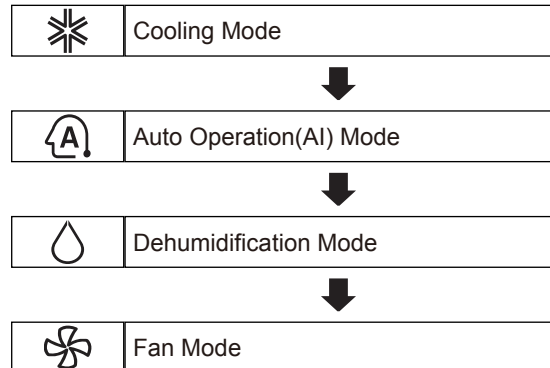 Cooling Mode
A
Auto Operation(AI) Mode
Dehumidification Mode
Fan Mode